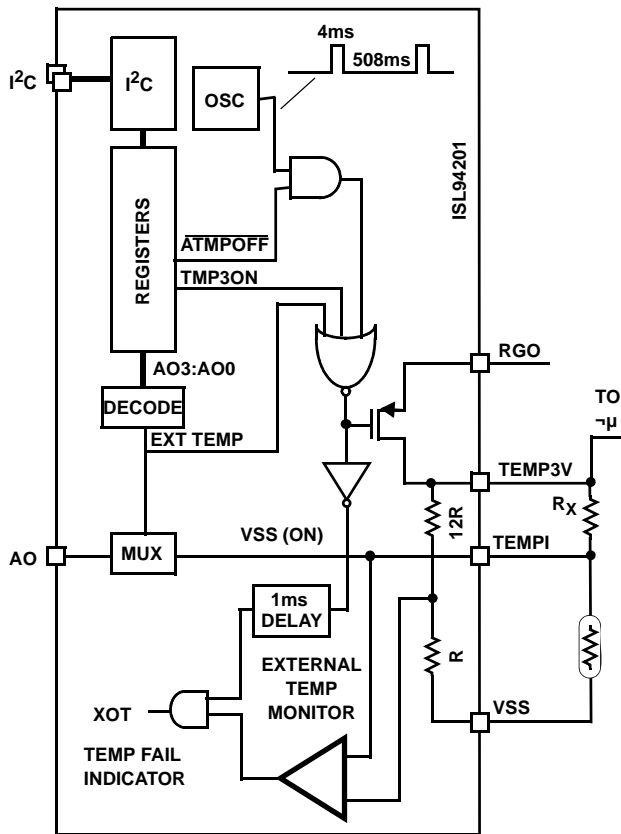 4ms
508ms
I²C
I²C
OSC
ISL94201
REGISTERS
ATMPOFF
TMP3ON
RGO
AO3:AO0
TO
¬µ
DECODE
EXT TEMP
TEMP3V
12R
RX
AO
MUX
VSS (ON)
TEMPI
1ms
DELAY
R
EXTERNAL
TEMP
MONITOR
VSS
XOT
TEMP FAIL
INDICATOR